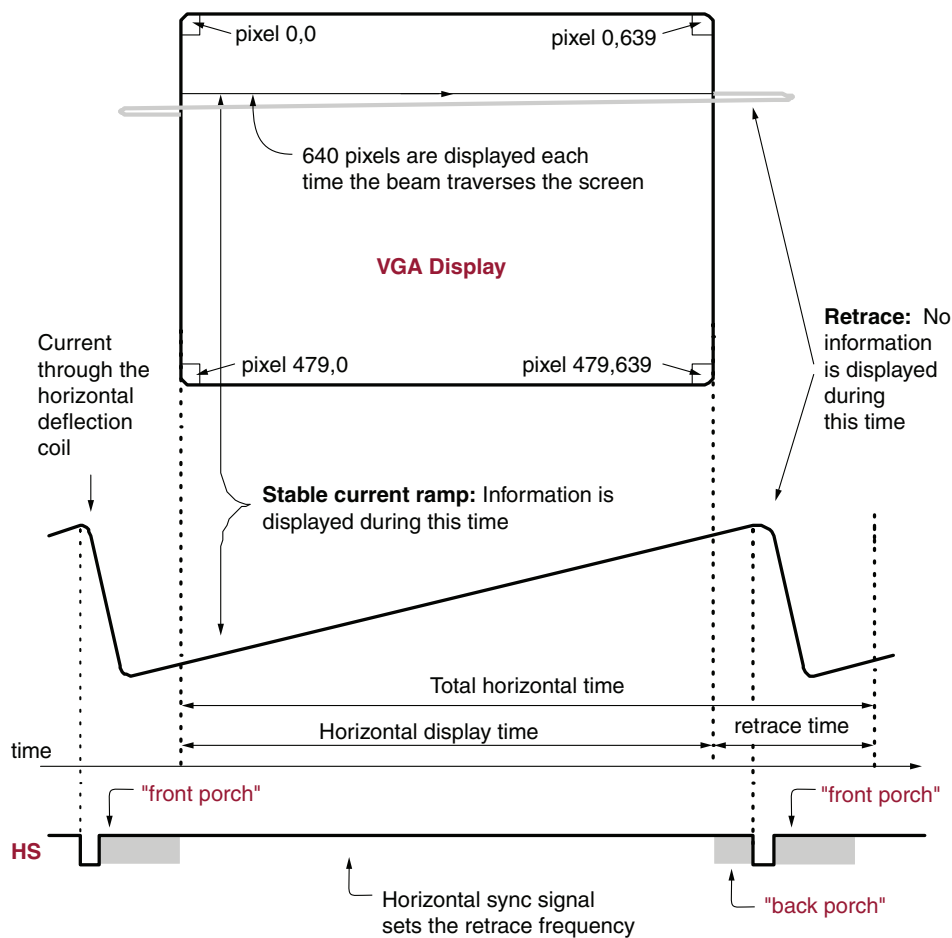 pixel 0,0
pixel 0,639
640 pixels are displayed each
time the beam traverses the screen
VGA Display
pixel 479,0
pixel 479,639
Current
through the
horizontal
deflection
coil
Retrace: No
information
is displayed
during
this time
Stable current ramp: Information is
displayed during this time
Total horizontal time
Horizontal display time
retrace time
time
"front porch"
"front porch"
HS
Horizontal sync signal
sets the retrace frequency
"back porch"